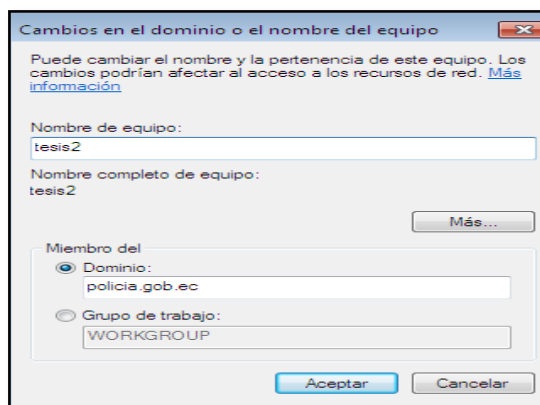 Cambios en el dominio o el nombre del equipo
Puede cambiar el nombre y la pertenencia de este equipo. Los
cambios podrían afectar al acceso a los recursos de red. Más
información
Nombre de equipo:
tesis2
Nombre completo de equipo:
tesis2
Más...
Miembro del
Dominio:
policia.gob.ec
Grupo de trabajo:
WORKGROUP
Aceptar
Cancelar